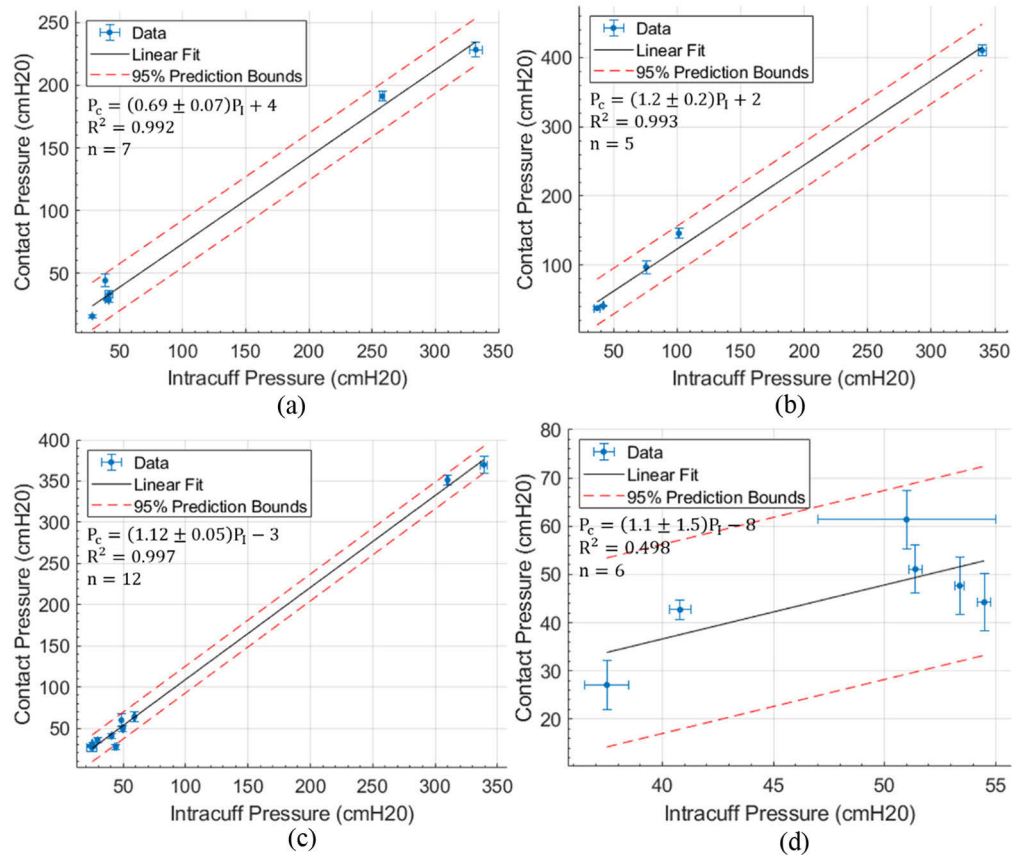 250
200
150
100
50
Contact Pressure (cmH20)
Data
Linear Fit
95% Prediction Bounds
P_c = (0.69 ± 0.07)P_I + 4
R² = 0.992
n = 7
50 100 150 200 250 300 350
Intracuff Pressure (cmH20)
(a)
400
300
200
100
Contact Pressure (cmH20)
Data
Linear Fit
95% Prediction Bounds
P_c = (1.2 ± 0.2)P_I + 2
R² = 0.993
n = 5
50 100 150 200 250 300 350
Intracuff Pressure (cmH20)
(b)
400
350
300
250
200
150
100
50
Contact Pressure (cmH20)
Data
Linear Fit
95% Prediction Bounds
P_c = (1.12 ± 0.05)P_I − 3
R² = 0.997
n = 12
50 100 150 200 250 300 350
Intracuff Pressure (cmH20)
(c)
80
70
60
50
40
30
20
Contact Pressure (cmH20)
Data
Linear Fit
95% Prediction Bounds
P_c = (1.1 ± 1.5)P_I − 8
R² = 0.498
n = 6
40 45 50 55
Intracuff Pressure (cmH20)
(d)